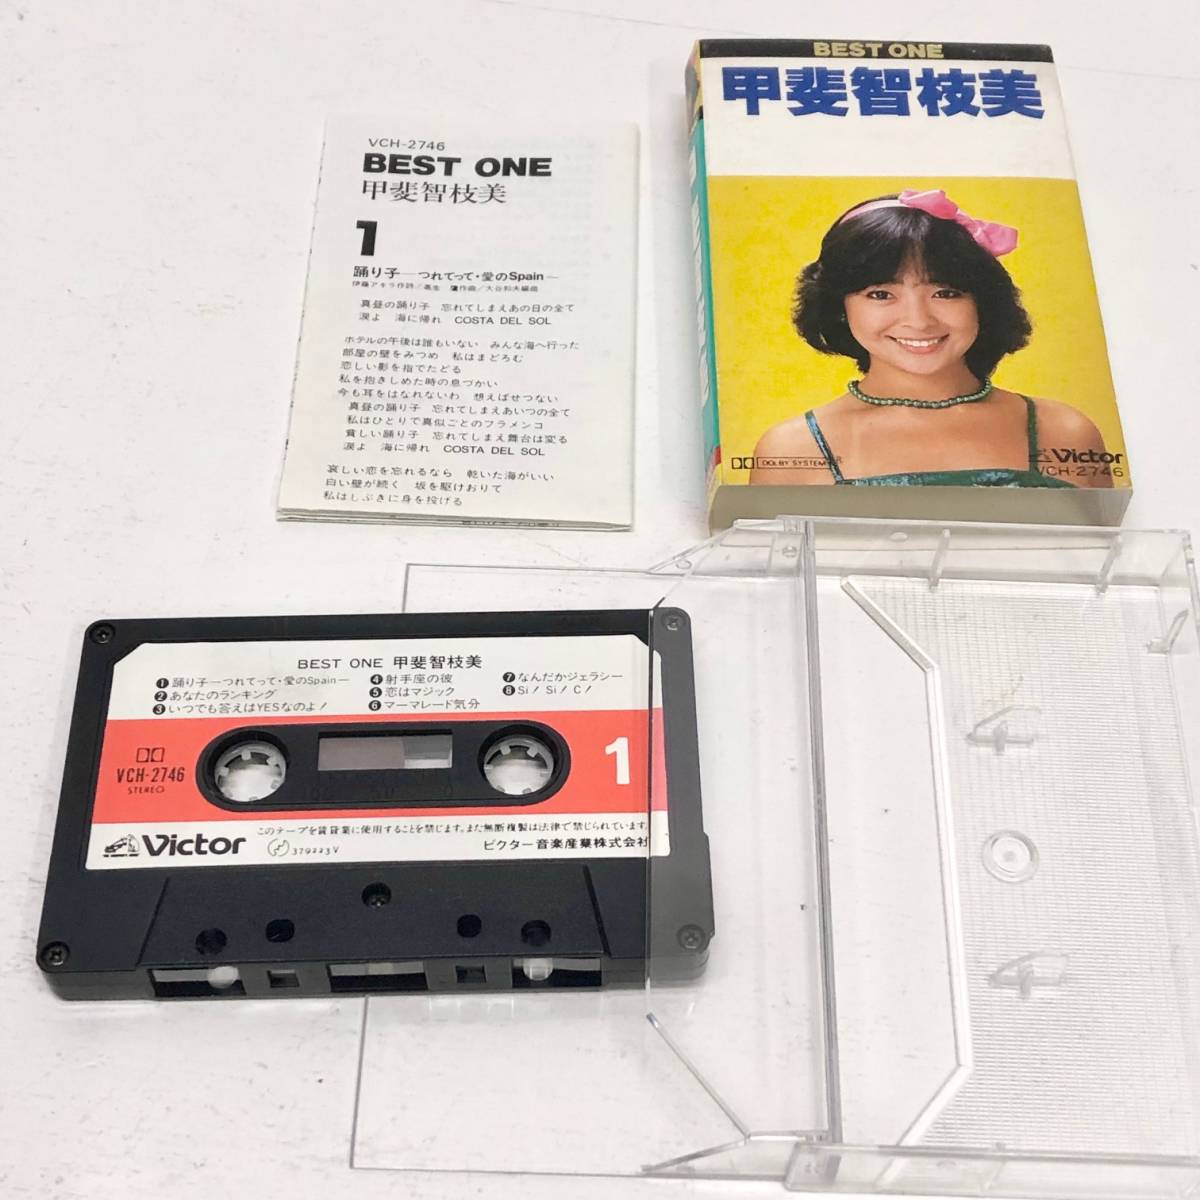 VCH-2746
BEST ONE
甲斐智枝美
1
踊り子―つれてって・愛のSpain―
真昼の踊り子 忘れてしまえあの日の全て
涙よ 海に帰れ COSTA DEL SOL
ホテルの午後は誰もいない みんな海へ行った
部屋の壁をみつめ 私はまどろむ
恋しい影を指でたどる
私を抱きしめた時の息づかい
今も耳をはなれないわ 想えばせつない
真昼の踊り子 忘れてしまえあいつの全て
私はひとりで真似ごとのフラメンコ
貧しい踊り子 忘れてしまえ舞台は変る
涙よ 海に帰れ COSTA DEL SOL
哀しい恋を忘れるなら 乾いた海がいい
白い壁が続く 坂を駆けおりて
私はしぶきに身を投げる
BEST ONE
甲斐智枝美
DOLBY SYSTEM R
Victor
VCH-2746
BEST ONE 甲斐智枝美
1 踊り子―つれてって・愛のSpain―
2 あなたのランキング
3 いつでも答えはYESなのよ!
4 射手座の彼
5 恋はマジック
6 マーマレード気分
7 なんだかジェラシー
8 Si! Si! C!
VCH-2746
STEREO
1
Victor
このテープを賃貸業に使用することを禁じます。また無断複製は法律で禁じられています。
379223V
ビクター音楽産業株式会社